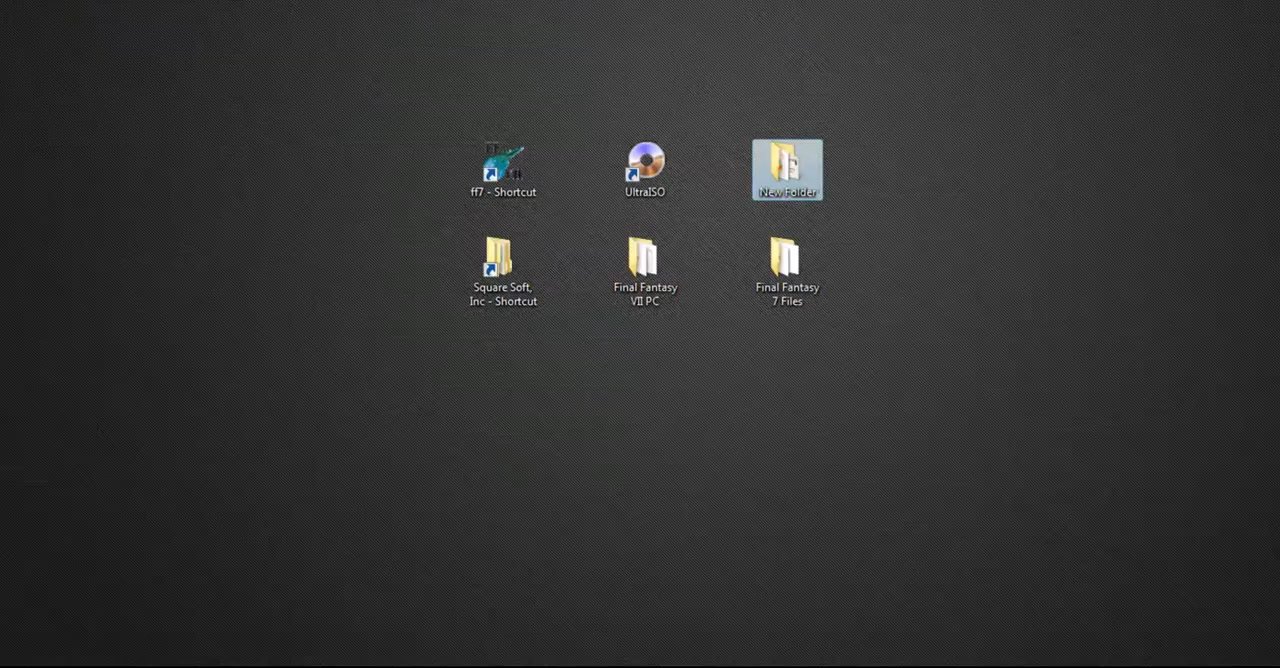 ff7 - Shortcut
UltraISO
New Folder
Square Soft,
Inc - Shortcut
Final Fantasy
VII PC
Final Fantasy
7 Files